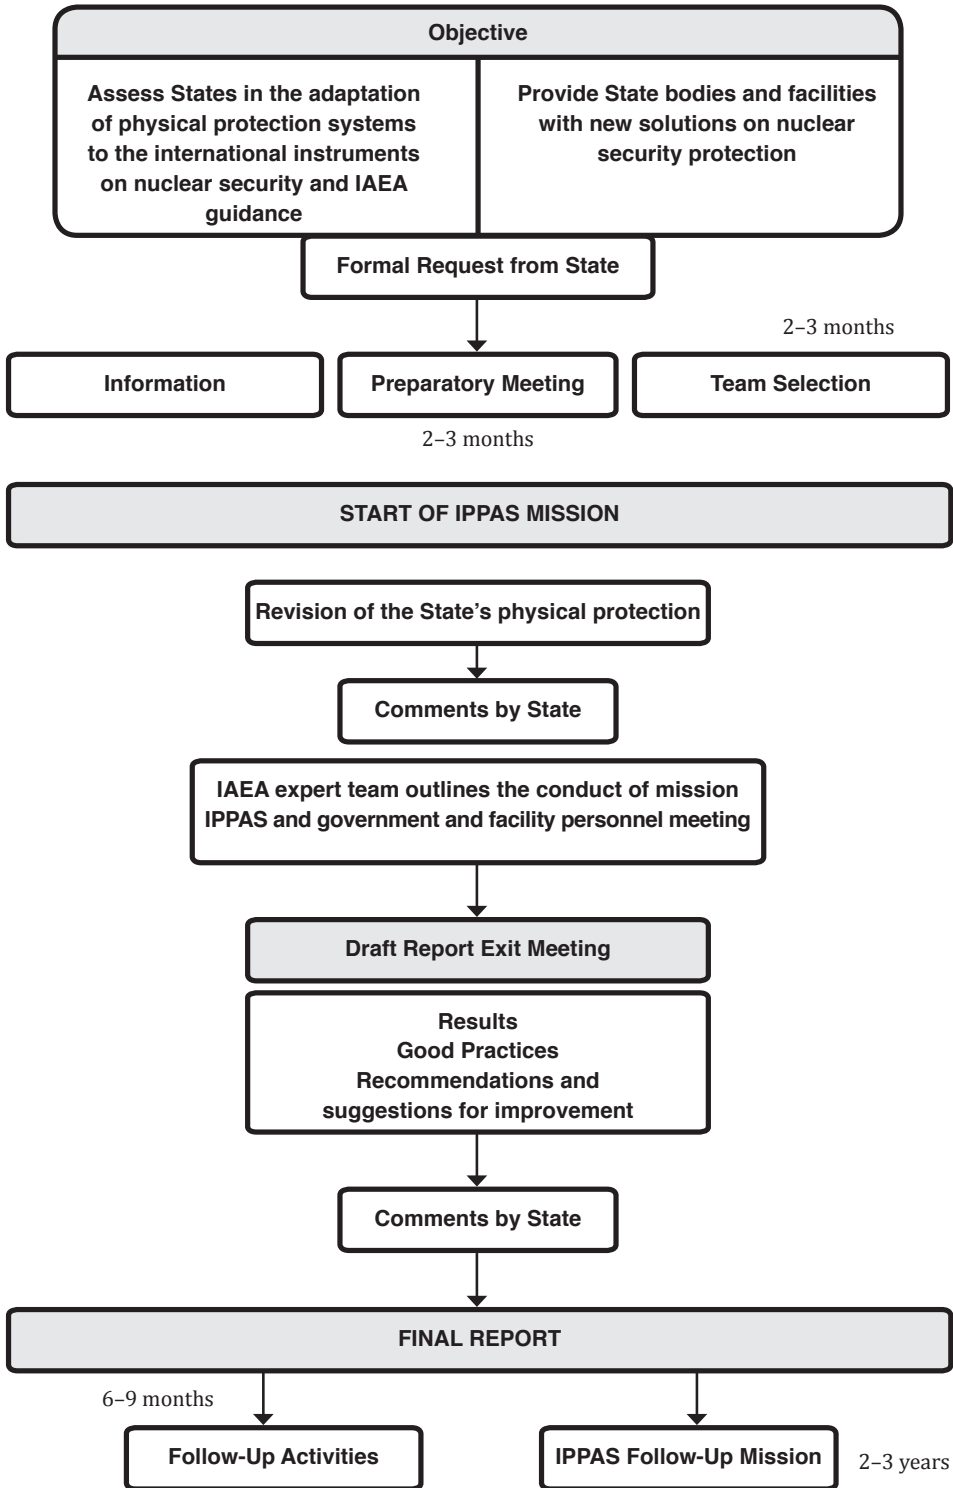 Objective
Assess States in the adaptation
of physical protection systems
to the international instruments
on nuclear security and IAEA
guidance
Provide State bodies and facilities
with new solutions on nuclear
security protection
Formal Request from State
2–3 months
Information
Preparatory Meeting
Team Selection
2–3 months
START OF IPPAS MISSION
Revision of the State’s physical protection
Comments by State
IAEA expert team outlines the conduct of mission
IPPAS and government and facility personnel meeting
Draft Report Exit Meeting
Results
Good Practices
Recommendations and
suggestions for improvement
Comments by State
FINAL REPORT
6–9 months
Follow-Up Activities
IPPAS Follow-Up Mission
2–3 years